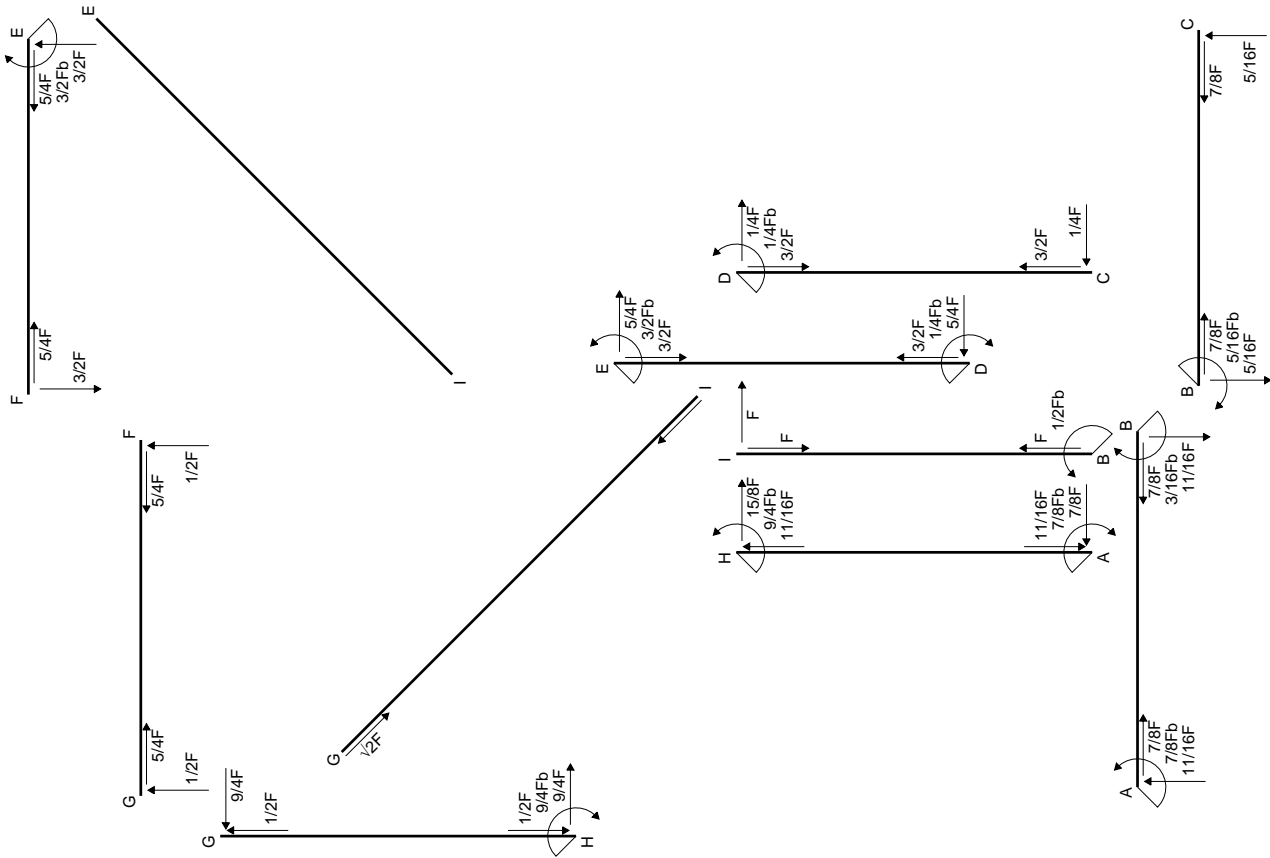 E
5/4F
3/2Fb
3/2F
5/4F
3/2F
F
E
I
F
5/4F
1/2F
5/4F
1/2F
G
G
√2F
I
9/4F
1/2F
G
1/2F
9/4Fb
9/4F
H
E
5/4F
3/2Fb
3/2F
3/2F
1/4Fb
5/4F
D
D
1/4F
1/4Fb
3/2F
3/2F
1/4F
C
I
F
F
F
1/2Fb
B
H
15/8F
9/4Fb
11/16F
11/16F
7/8Fb
7/8F
A
B
7/8F
3/16Fb
11/16F
7/8F
7/8Fb
11/16F
A
C
7/8F
5/16F
7/8F
5/16Fb
5/16F
B